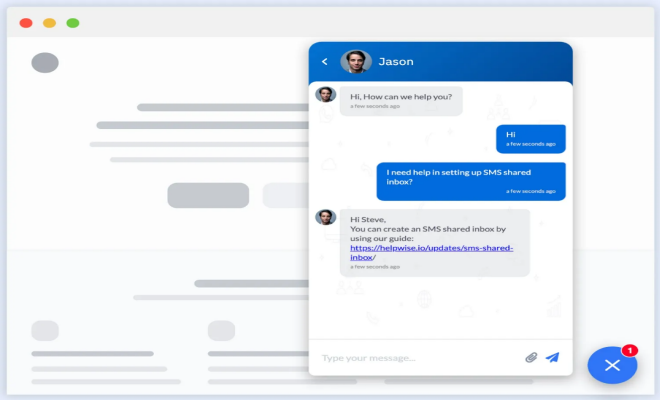 Jason
Hi, How can we help you?
a few seconds ago
Hi
a few seconds ago
I need help in setting up SMS shared
inbox?
a few seconds ago
Hi Steve,
You can create an SMS shared inbox by
using our guide:
https://helpwise.io/updates/sms-shared-
inbox/
a few seconds ago
Type your message...
1